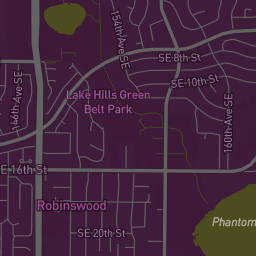 154th Ave SE
SE 8th St
SE 10th St
146th Ave SE
Lake Hills Green
Belt Park
160th Ave SE
E 16th St
Robinswood
Phantom
SE 20th St